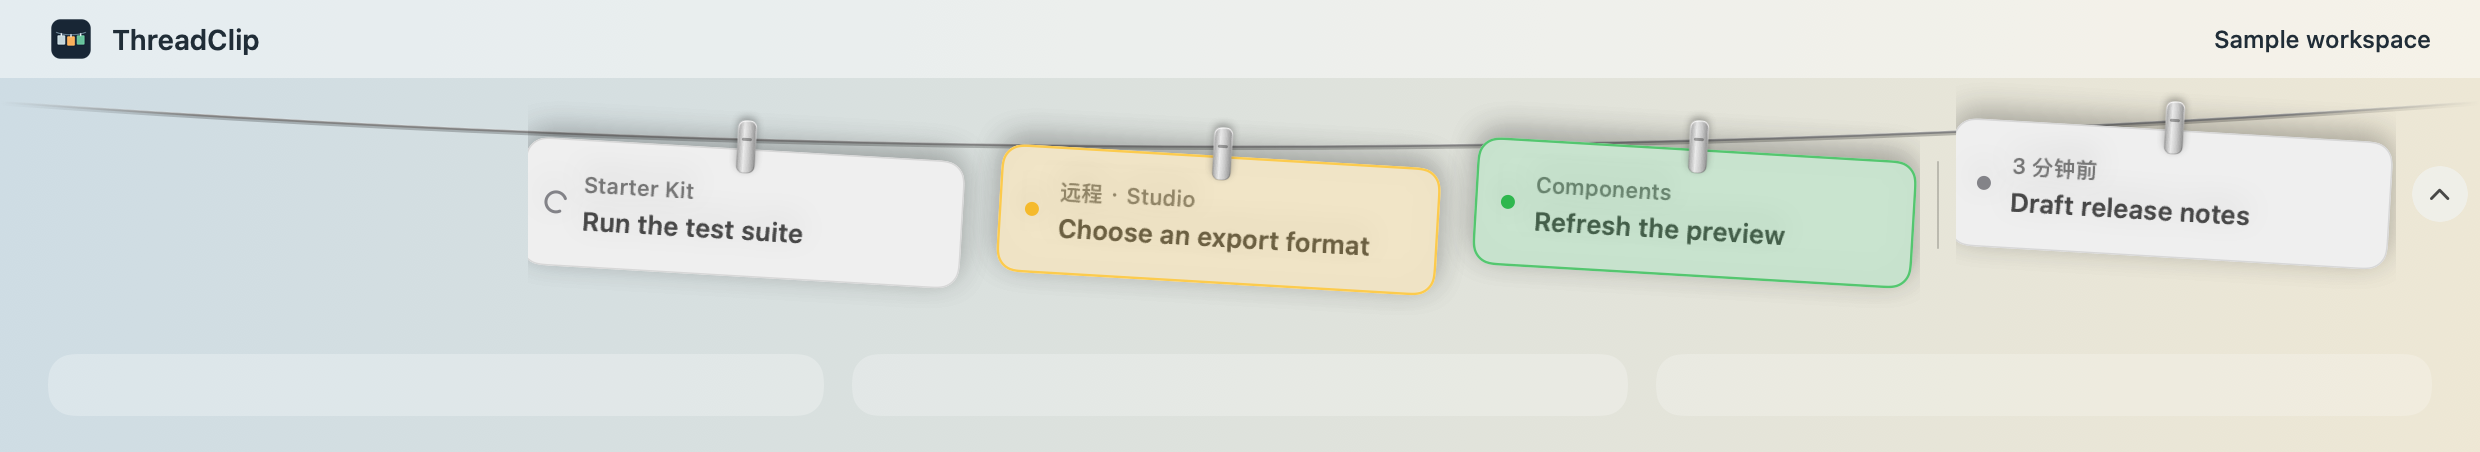 ThreadClip
Sample workspace
Starter Kit
Run the test suite
远程 · Studio
Choose an export format
Components
Refresh the preview
3 分钟前
Draft release notes